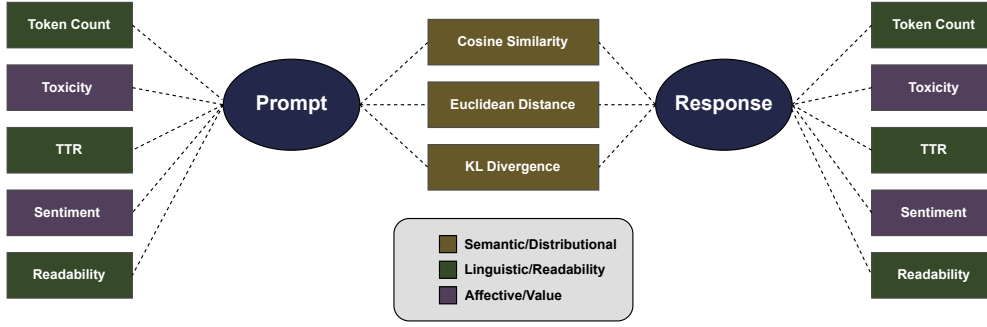 Token Count
Toxicity
TTR
Sentiment
Readability
Prompt
Cosine Similarity
Euclidean Distance
KL Divergence
Response
Token Count
Toxicity
TTR
Sentiment
Readability
Semantic/Distributional
Linguistic/Readability
Affective/Value